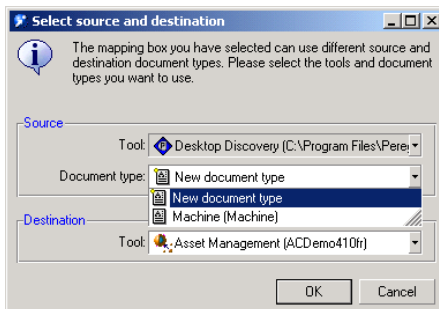 Select source and destination
The mapping box you have selected can use different source and
destination document types. Please select the tools and document
types you want to use.
Source
Tool: Desktop Discovery (C:\Program Files\Pere
Document type: New document type
New document type
Machine (Machine)
Destination
Tool: Asset Management (ACDemo410fr)
OK Cancel